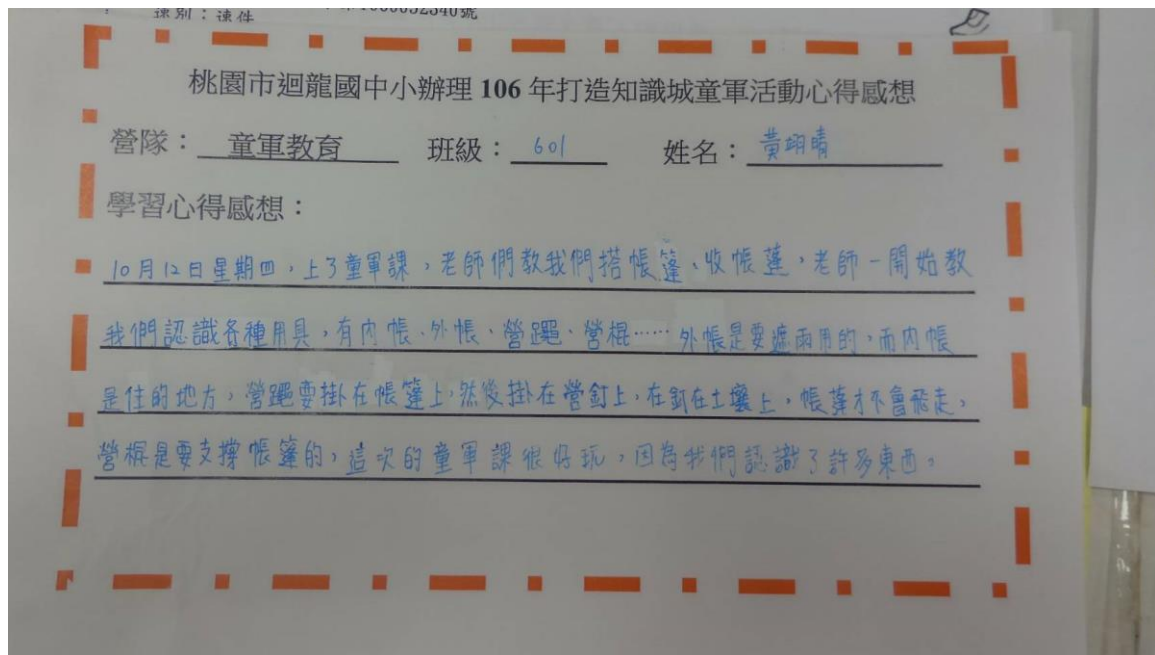 速別：速件
桃園市迴龍國中小辦理 106 年打造知識城童軍活動心得感想
營隊：童軍教育 班級：601 姓名：黃翊晴
學習心得感想：
10月12日星期四，上了童軍課，老師們教我們搭帳篷、收帳篷，老師一開始教
我們認識各種用具，有內帳、外帳、營繩、營棍……外帳是要遮雨用的，而內帳
是住的地方，營繩要掛在帳篷上，然後掛在營釘上，在釘在土壤上，帳篷才不會飛走，
營棍是要支撐帳篷的，這次的童軍課很好玩，因為我們認識了許多東西。